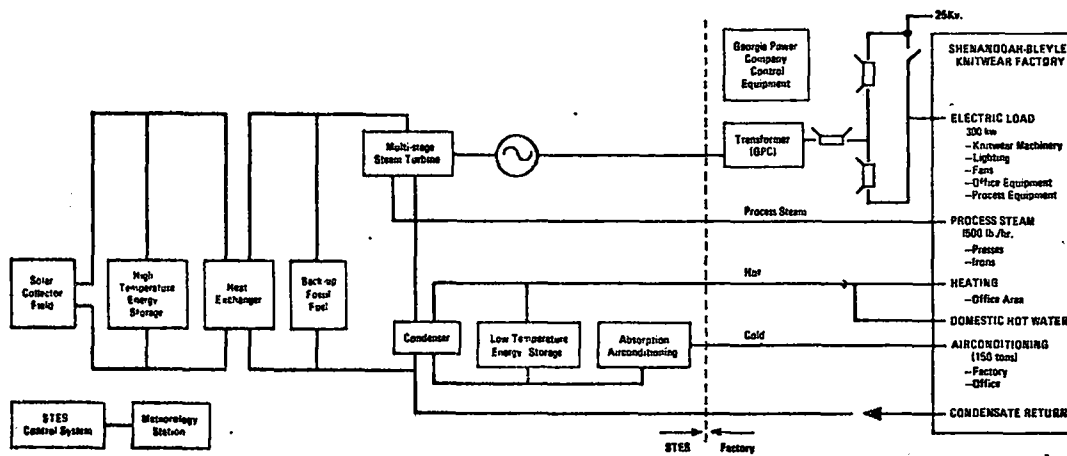 25Kv.
Georgia Power
Company
Control
Equipment
SHENANDOAH-BLEYLE
KNITWEAR FACTORY
Multi-stage
Steam Turbine
Transformer
(GPC)
ELECTRIC LOAD
300 kw
–Knitwear Machinery
–Lighting
–Fans
–Office Equipment
–Process Equipment
Process Steam
PROCESS STEAM
1500 lb./hr.
–Presses
–Irons
Solar
Collector
Field
High
Temperature
Energy
Storage
Heat
Exchanger
Back-up
Fossil
Fuel
Hot
HEATING
–Office Area
DOMESTIC HOT WATER
Condenser
Low Temperature
Energy Storage
Absorption
Airconditioning
Cold
AIRCONDITIONING
(150 tons)
–Factory
–Office
CONDENSATE RETURN
STES
Control System
Meteorology
Station
STES
Factory